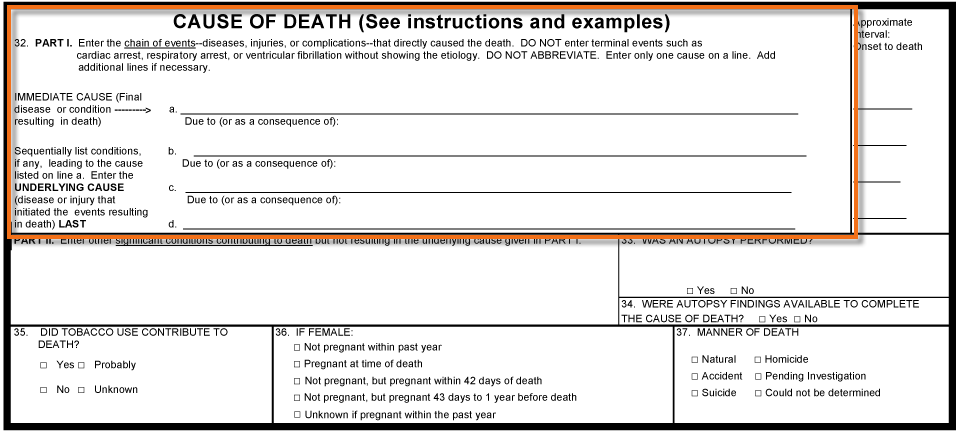 CAUSE OF DEATH (See instructions and examples)
32. PART I. Enter the chain of events--diseases, injuries, or complications--that directly caused the death. DO NOT enter terminal events such as
cardiac arrest, respiratory arrest, or ventricular fibrillation without showing the etiology. DO NOT ABBREVIATE. Enter only one cause on a line. Add
additional lines if necessary.
Approximate
interval:
Onset to death
IMMEDIATE CAUSE (Final
disease or condition --------->
resulting in death)
a.
Due to (or as a consequence of):
Sequentially list conditions,
if any, leading to the cause
listed on line a. Enter the
UNDERLYING CAUSE
(disease or injury that
initiated the events resulting
in death) LAST
b.
Due to (or as a consequence of):
c.
Due to (or as a consequence of):
d.
PART II. Enter other significant conditions contributing to death but not resulting in the underlying cause given in PART I.
33. WAS AN AUTOPSY PERFORMED?
□ Yes □ No
34. WERE AUTOPSY FINDINGS AVAILABLE TO COMPLETE
THE CAUSE OF DEATH? □ Yes □ No
35. DID TOBACCO USE CONTRIBUTE TO
DEATH?
□ Yes □ Probably
□ No □ Unknown
36. IF FEMALE:
□ Not pregnant within past year
□ Pregnant at time of death
□ Not pregnant, but pregnant within 42 days of death
□ Not pregnant, but pregnant 43 days to 1 year before death
□ Unknown if pregnant within the past year
37. MANNER OF DEATH
□ Natural □ Homicide
□ Accident □ Pending Investigation
□ Suicide □ Could not be determined